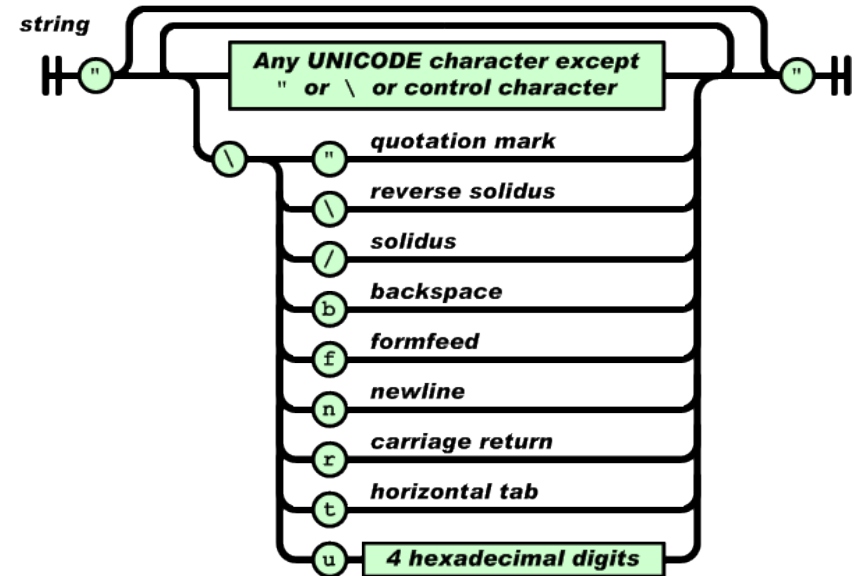 string
" Any UNICODE character except "
" or \ or control character
\ " quotation mark
\ reverse solidus
/ solidus
b backspace
f formfeed
n newline
r carriage return
t horizontal tab
u 4 hexadecimal digits